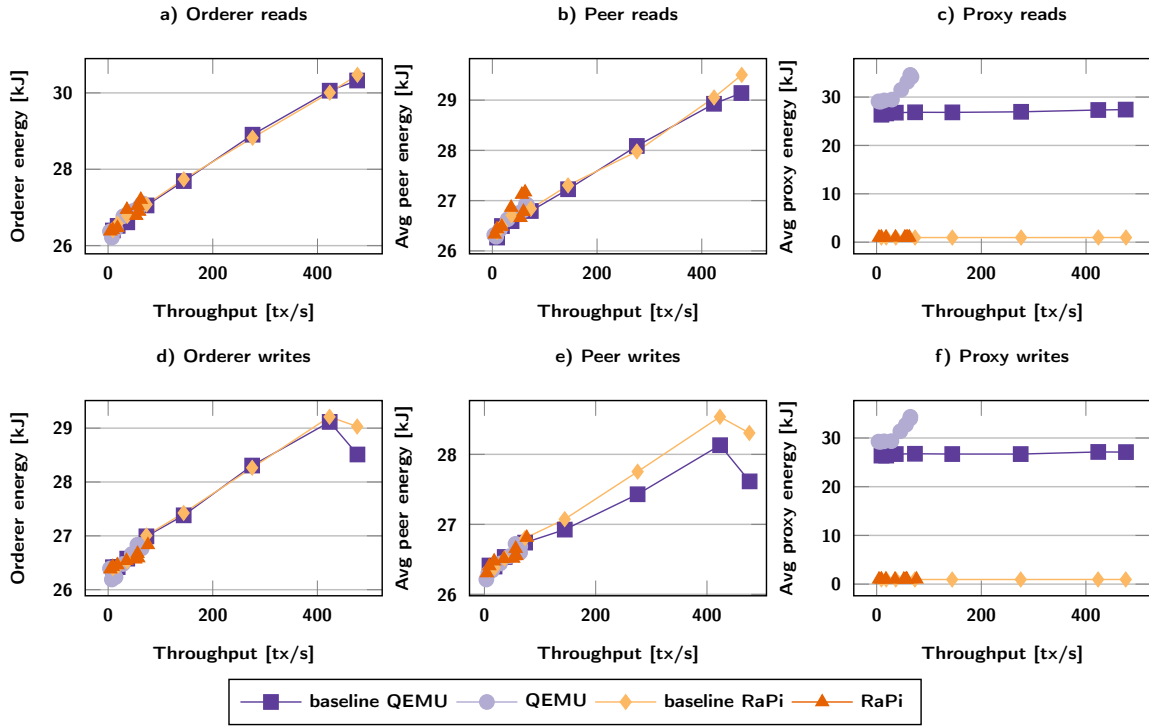 a) Orderer reads
b) Peer reads
c) Proxy reads
Orderer energy [kJ]
30
28
26
0
200
400
Throughput [tx/s]
Avg peer energy [kJ]
29
28
27
26
0
200
400
Throughput [tx/s]
Avg proxy energy [kJ]
30
20
10
0
0
200
400
Throughput [tx/s]
d) Orderer writes
e) Peer writes
f) Proxy writes
Orderer energy [kJ]
29
28
27
26
0
200
400
Throughput [tx/s]
Avg peer energy [kJ]
28
27
26
0
200
400
Throughput [tx/s]
Avg proxy energy [kJ]
30
20
10
0
0
200
400
Throughput [tx/s]
baseline QEMU QEMU baseline RaPi RaPi